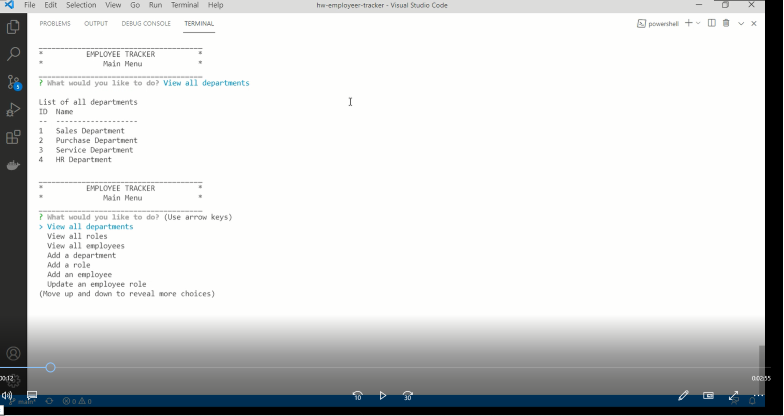 File Edit Selection View Go Run Terminal Help
hw-employeer-tracker - Visual Studio Code
PROBLEMS OUTPUT DEBUG CONSOLE TERMINAL
powershell
* EMPLOYEE TRACKER *
* Main Menu *
? What would you like to do? View all departments
List of all departments
ID Name
-- -------------------
1 Sales Department
2 Purchase Department
3 Service Department
4 HR Department
* EMPLOYEE TRACKER *
* Main Menu *
? What would you like to do? (Use arrow keys)
> View all departments
View all roles
View all employees
Add a department
Add a role
Add an employee
Update an employee role
(Move up and down to reveal more choices)
00:12
0:02:55
10
30
main*
0 0